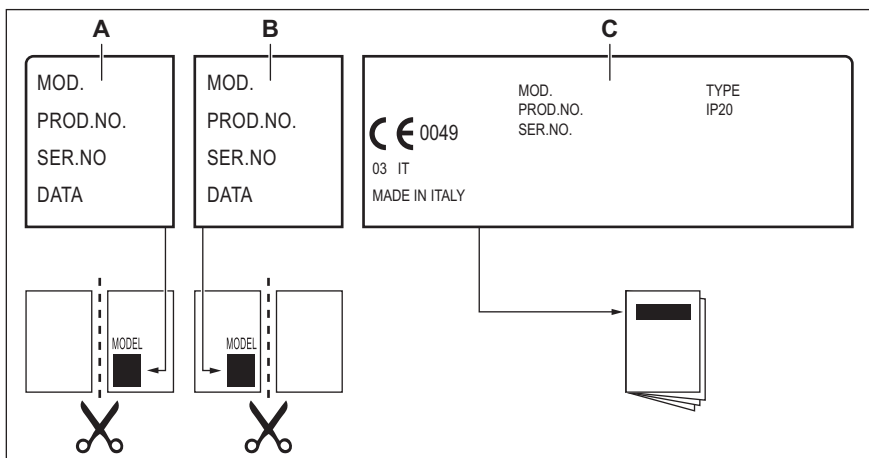 A
B
C
MOD.
PROD.NO.
SER.NO
DATA
MOD.
PROD.NO.
SER.NO
DATA
MOD.
PROD.NO.
SER.NO.
TYPE
IP20
CE 0049
03 IT
MADE IN ITALY
MODEL
MODEL